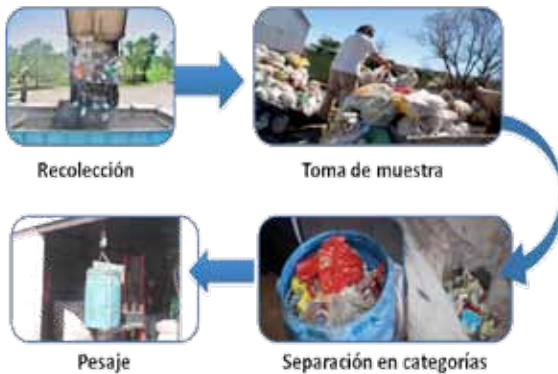 Recolección
Toma de muestra
Separación en categorías
Pesaje